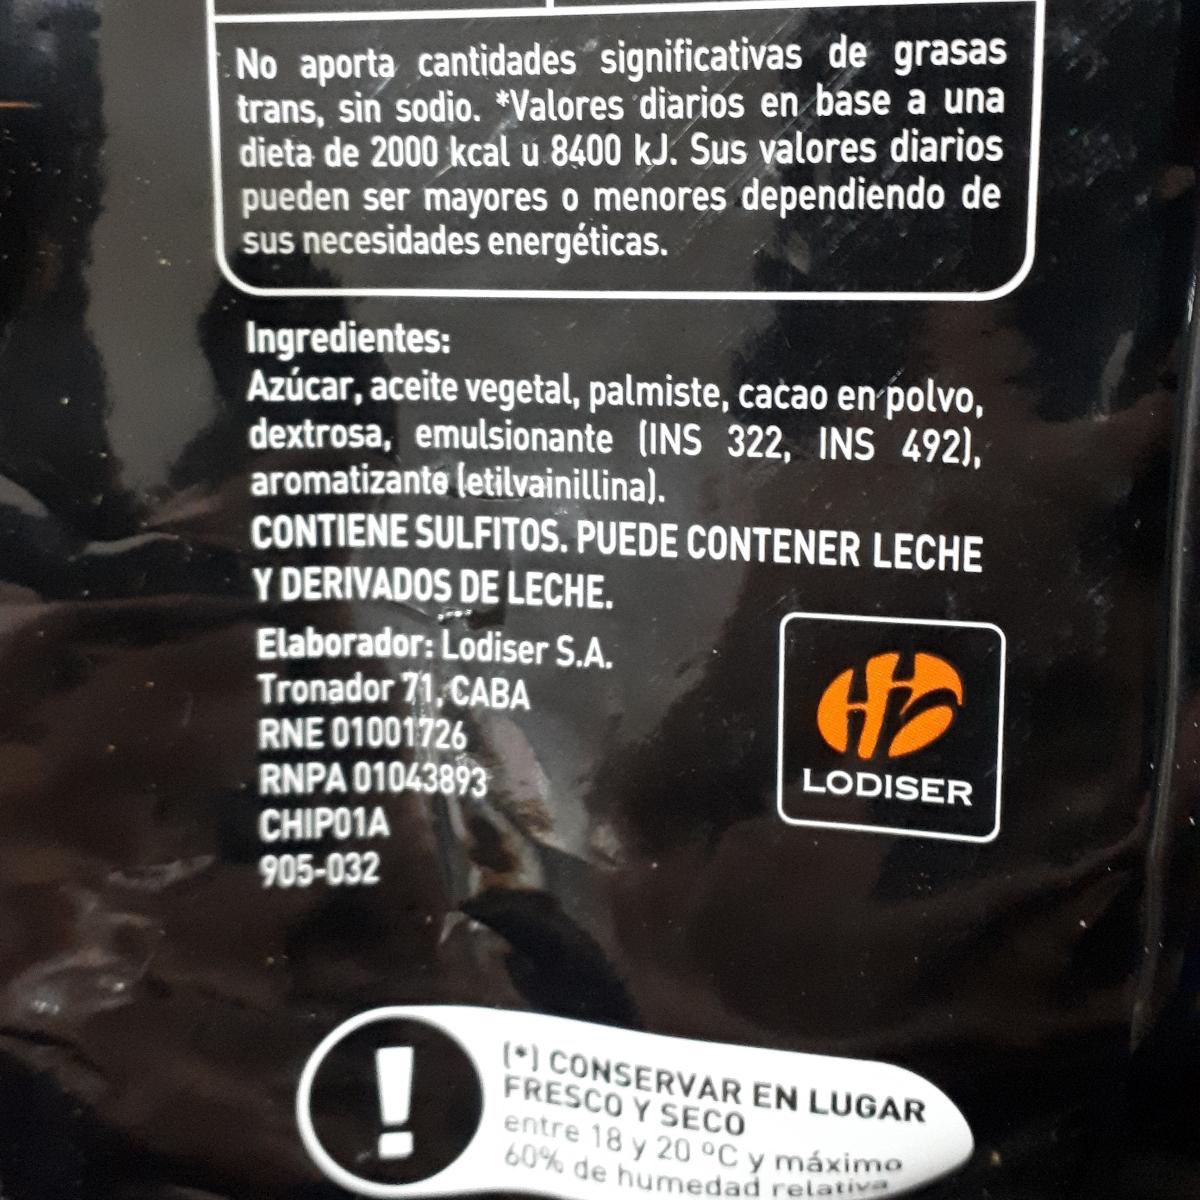 No aporta cantidades significativas de grasas
trans, sin sodio. *Valores diarios en base a una
dieta de 2000 kcal u 8400 kJ. Sus valores diarios
pueden ser mayores o menores dependiendo de
sus necesidades energéticas.
Ingredientes:
Azúcar, aceite vegetal, palmiste, cacao en polvo,
dextrosa, emulsionante (INS 322, INS 492),
aromatizante (etilvainillina).
CONTIENE SULFITOS. PUEDE CONTENER LECHE
Y DERIVADOS DE LECHE.
Elaborador: Lodiser S.A.
Tronador 71, CABA
RNE 01001726
RNPA 01043893
CHIP01A
905-032
LODISER
(*) CONSERVAR EN LUGAR
FRESCO Y SECO
entre 18 y 20 ºC y máximo
60% de humedad relativa